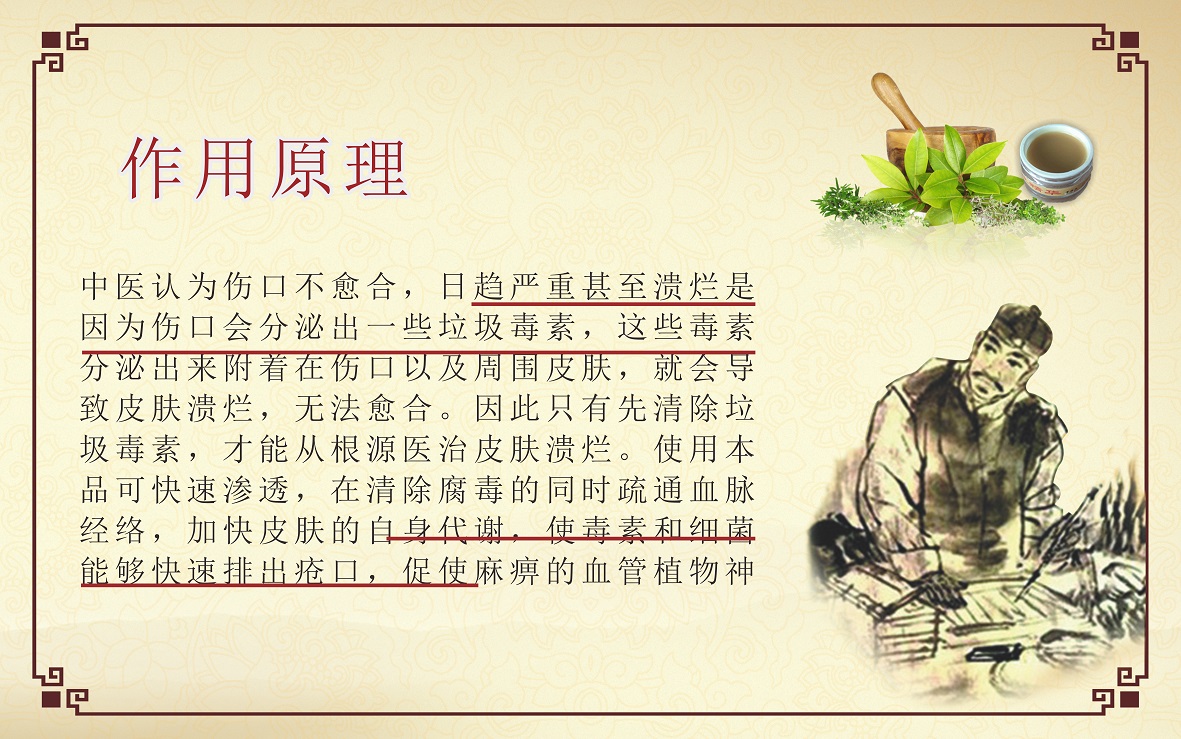 作用原理
中医认为伤口不愈合，日趋严重甚至溃烂是
因为伤口会分泌出一些垃圾毒素，这些毒素
分泌出来附着在伤口以及周围皮肤，就会导
致皮肤溃烂，无法愈合。因此只有先清除垃
圾毒素，才能从根源医治皮肤溃烂。使用本
品可快速渗透，在清除腐毒的同时疏通血脉
经络，加快皮肤的自身代谢，使毒素和细菌
能够快速排出疮口，促使麻痹的血管植物神